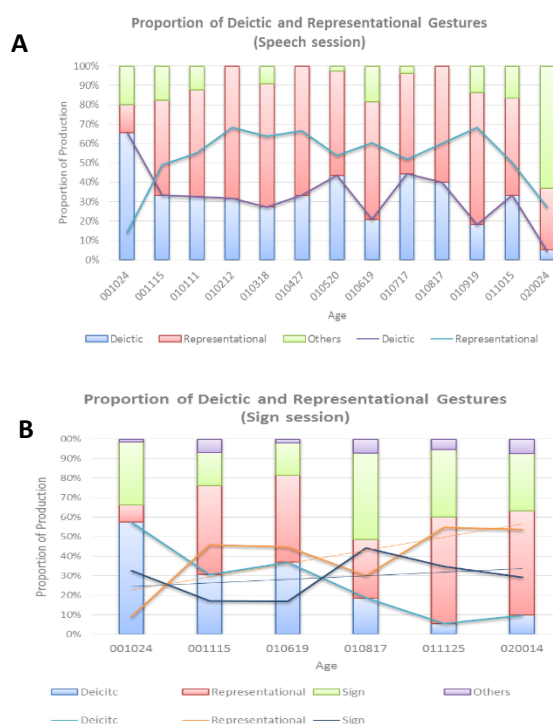 A
Proportion of Deictic and Representational Gestures
(Speech session)
Proportion of Production
100%
90%
80%
70%
60%
50%
40%
30%
20%
10%
0%
001024
001115
010111
010212
010318
010427
010520
010619
010717
010817
010919
011015
020024
Age
Deictic Representational Others Deictic Representational
B
Proportion of Deictic and Representational Gestures
(Sign session)
Proportion of Production
00%
90%
80%
70%
60%
50%
40%
30%
20%
10%
0%
001024 001115 010619 010817 011125 020014
Age
Deicitc Representational Sign Others
Deicitc Representational Sign